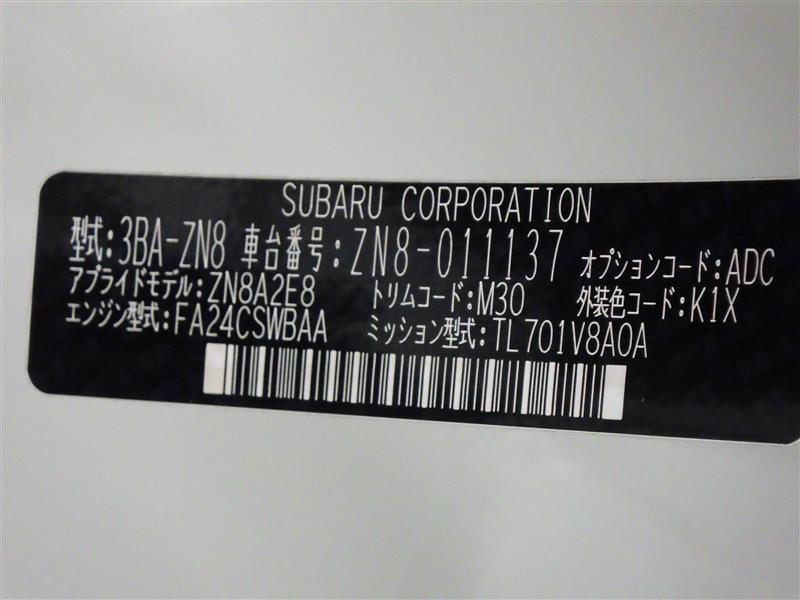 SUBARU CORPORATION
型式:3BA-ZN8 車台番号:ZN8-011137 オプションコード:ADC
アプライドモデル:ZN8A2E8 トリムコード:M30 外装色コード:K1X
エンジン型式:FA24CSWBAA ミッション型式:TL701V8A0A